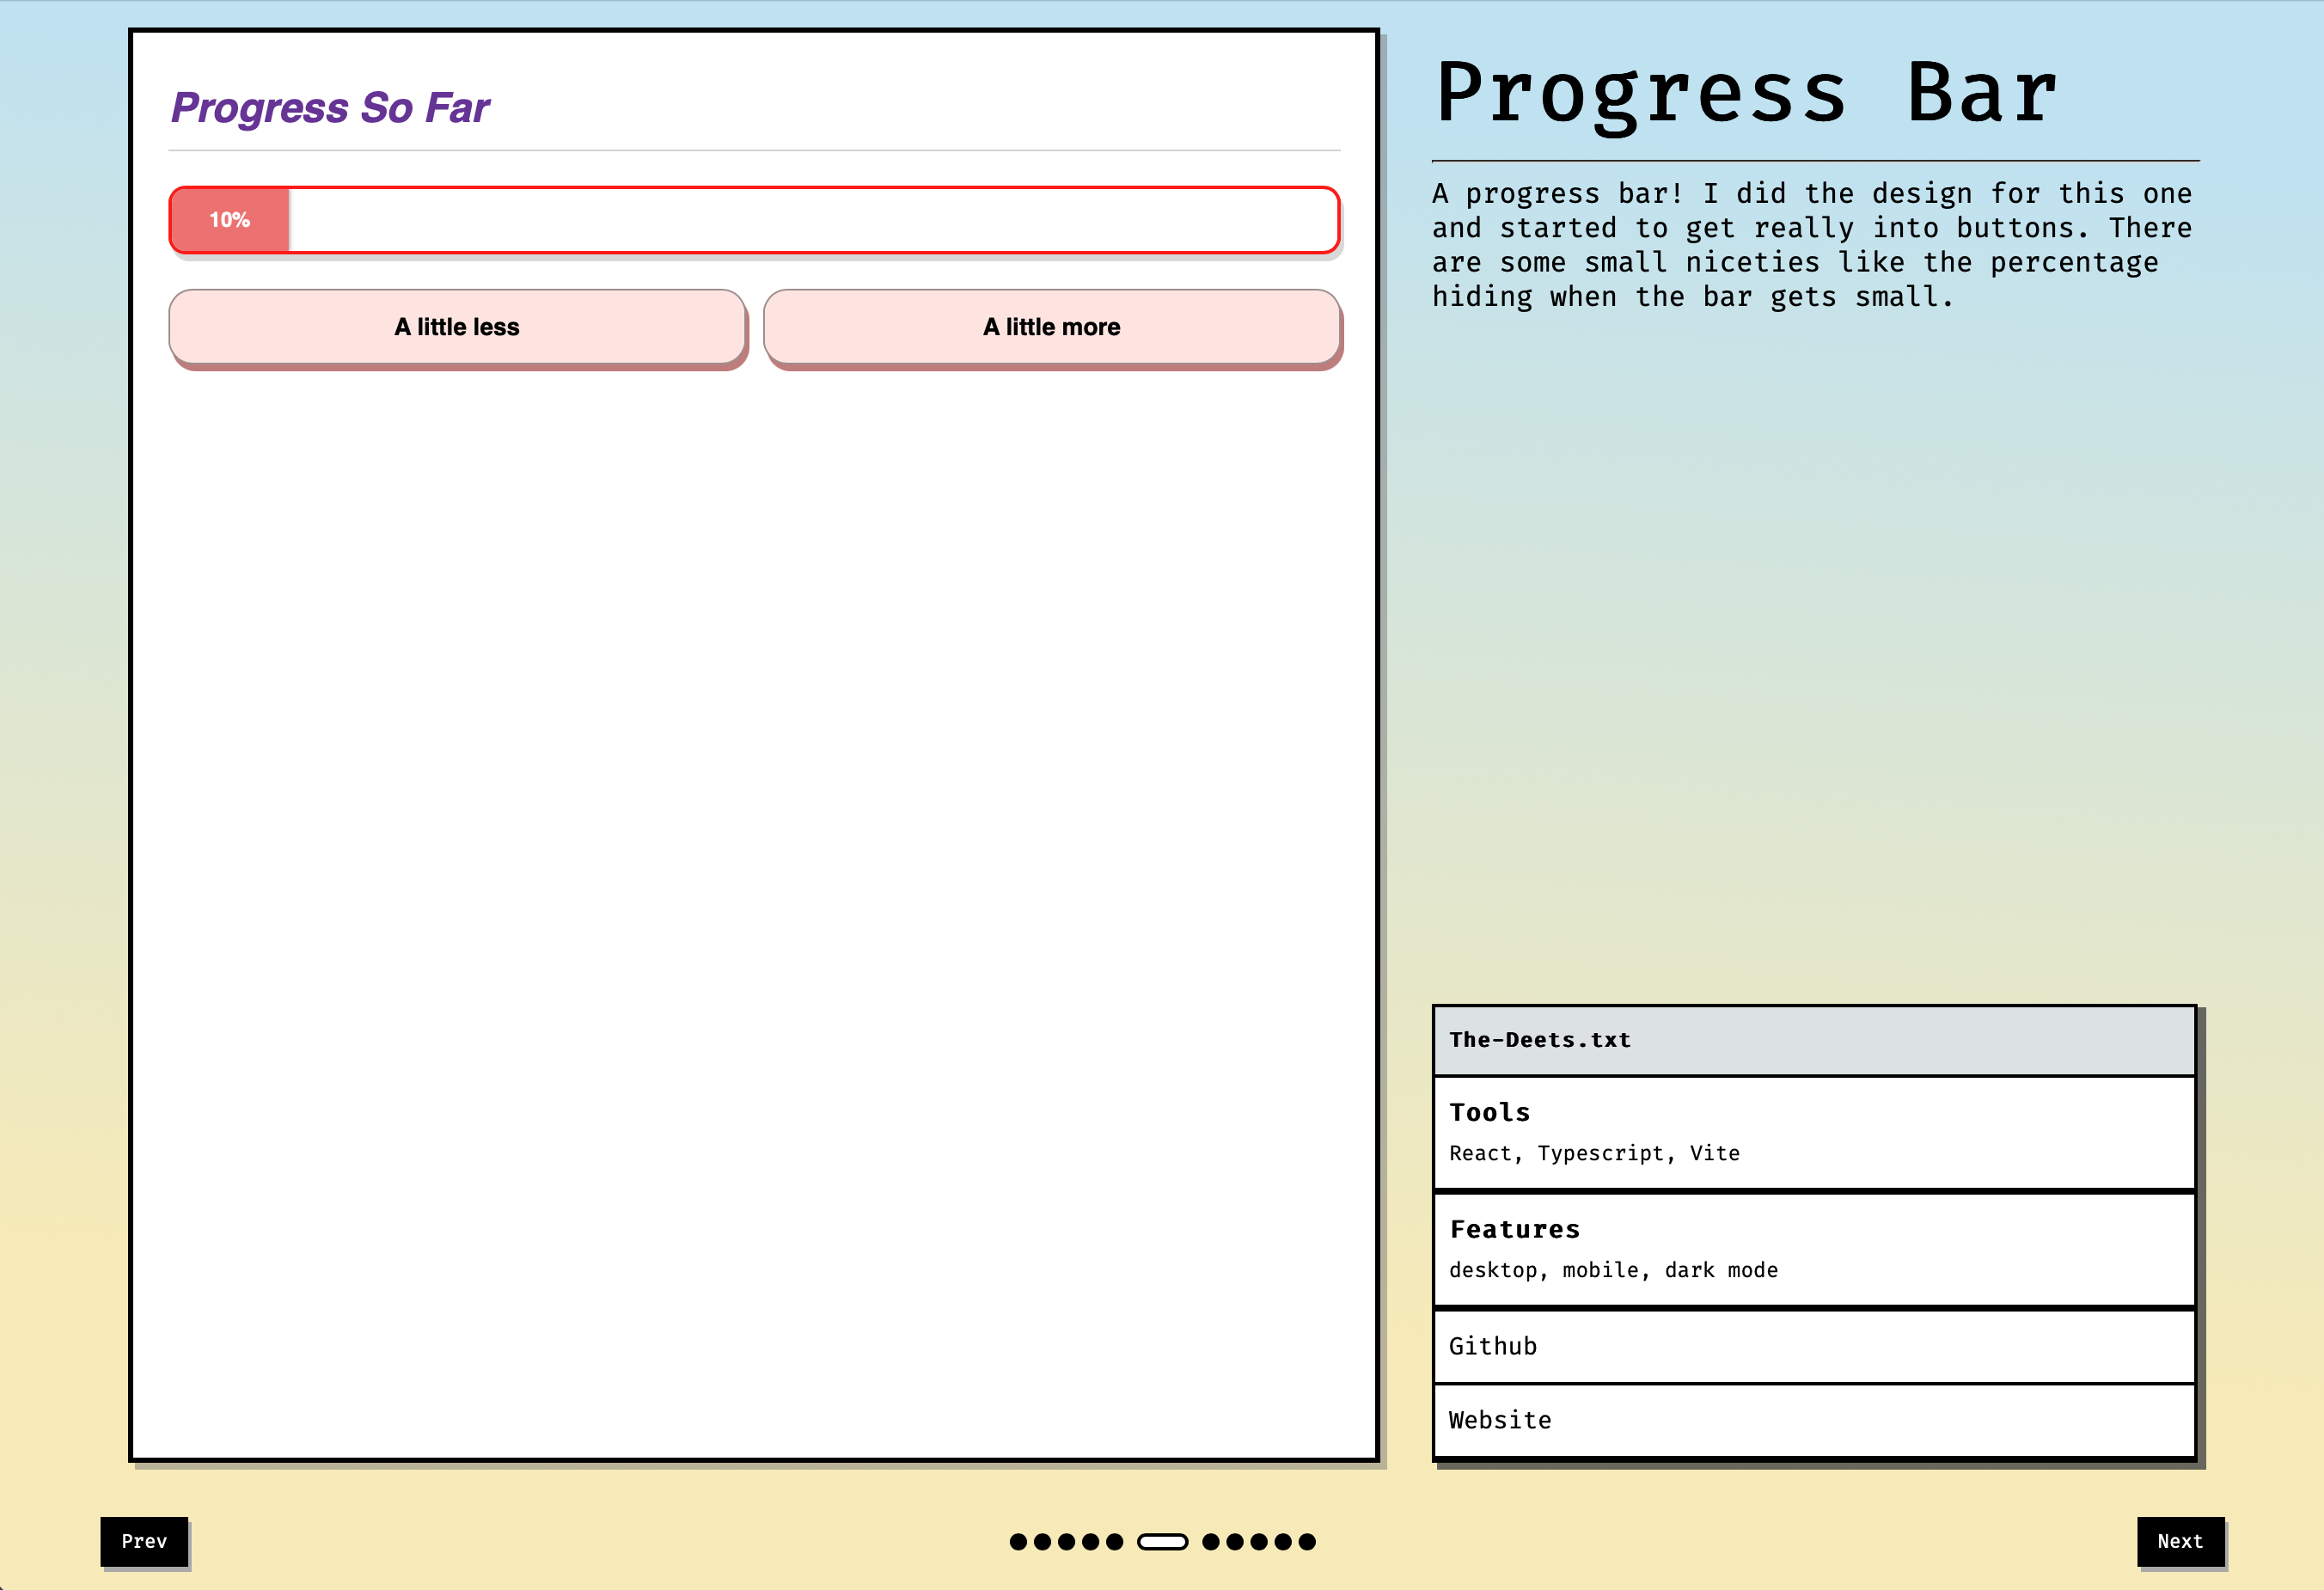 Progress So Far
10%
A little less
A little more
Progress Bar
A progress bar! I did the design for this one
and started to get really into buttons. There
are some small niceties like the percentage
hiding when the bar gets small.
The-Deets.txt
Tools
React, Typescript, Vite
Features
desktop, mobile, dark mode
Github
Website
Prev
Next